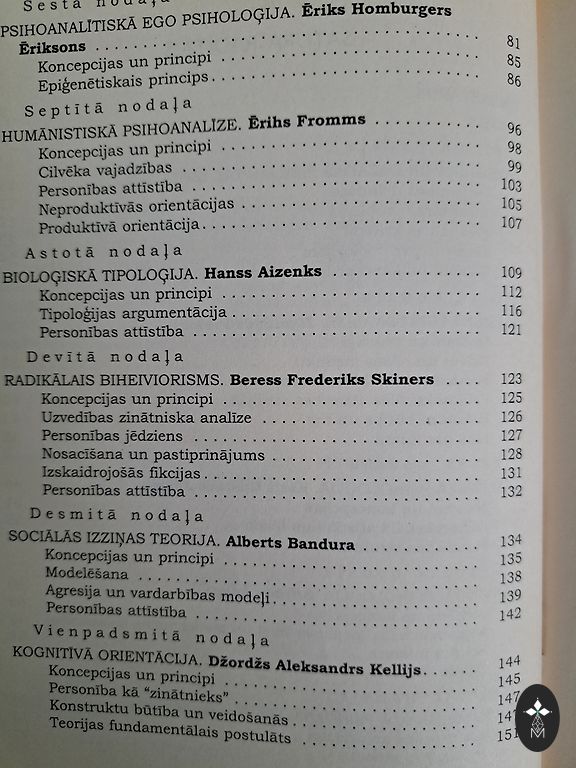 Sestā nodaļa
PSIHOANALĪTISKĀ EGO PSIHOLOĢIJA. Ēriks Homburgers
Ēriksons . . . . . . . . . . . . . . . . . . . . 81
Koncepcijas un principi . . . . . . . . . . . . . . . . 85
Epiģenētiskais princips. . . . . . . . . . . . . . . . 86
Septītā nodaļa
HUMĀNISTISKĀ PSIHOANALĪZE. Ērihs Fromms . . . . . . . . 96
Koncepcijas un principi . . . . . . . . . . . . . . . . 98
Cilvēka vajadzības . . . . . . . . . . . . . . . . 99
Personības attīstība . . . . . . . . . . . . . . . . 103
Neproduktīvās orientācijas . . . . . . . . . . . . . . . . 105
Produktīvā orientācija. . . . . . . . . . . . . . . . 107
Astotā nodaļa
BIOLOĢISKĀ TIPOLOĢIJA. Hanss Aizenks . . . . . . . . . . . 109
Koncepcijas un principi . . . . . . . . . . . . . . . . 112
Tipoloģijas argumentācija . . . . . . . . . . . . . . . . 116
Personības attīstība . . . . . . . . . . . . . . . . 121
Devītā nodaļa
RADIKĀLAIS BIHEIVIORISMS. Beress Frederiks Skiners . . . . 123
Koncepcijas un principi . . . . . . . . . . . . . . . . 125
Uzvedības zinātniska analīze . . . . . . . . . . . . . . . . 126
Personības jēdziens . . . . . . . . . . . . . . . . 127
Nosacīšana un pastiprinājums . . . . . . . . . . . . . . . . 128
Izskaidrojošās fikcijas. . . . . . . . . . . . . . . . 131
Personības attīstība . . . . . . . . . . . . . . . . 132
Desmitā nodaļa
SOCIĀLĀS IZZIŅAS TEORIJA. Alberts Bandura . . . . . . . . 134
Koncepcijas un principi . . . . . . . . . . . . . . . . 135
Modelēšana . . . . . . . . . . . . . . . . 138
Agresija un vardarbības modeļi. . . . . . . . . . . . . . . . 139
Personības attīstība . . . . . . . . . . . . . . . . 142
Vienpadsmitā nodaļa
KOGNITĪVĀ ORIENTĀCIJA. Džordžs Aleksandrs Kellijs. . . . . 144
Koncepcijas un principi . . . . . . . . . . . . . . . . 145
Personība kā “zinātnieks” . . . . . . . . . . . . . . . . 147
Konstruktu būtība un veidošanās . . . . . . . . . . . . . . . .
Teorijas fundamentālais postulāts . . . . . . . . . . . . . . . . 151
M